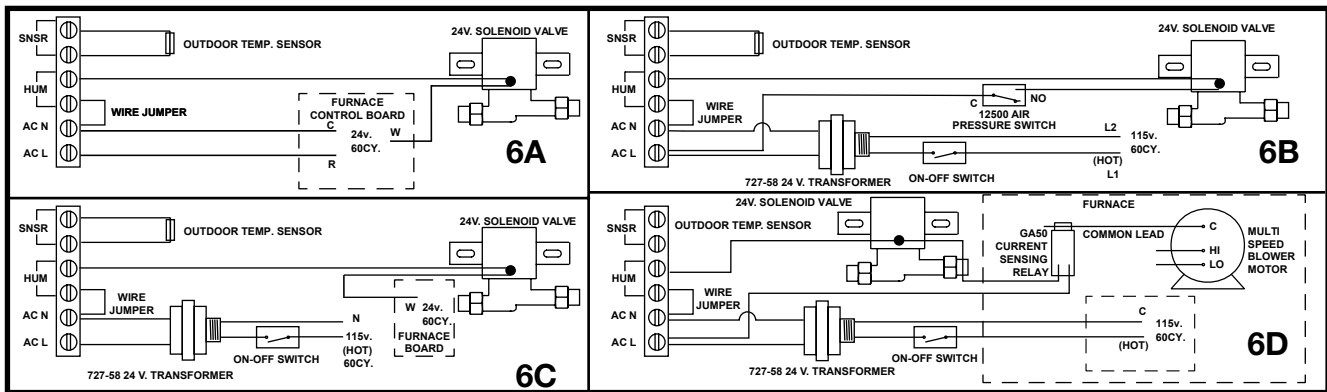 SNSR
HUM
AC N
AC L
OUTDOOR TEMP. SENSOR
WIRE JUMPER
24V. SOLENOID VALVE
FURNACE
CONTROL BOARD
C
24v.
60CY.
W
R
6A
SNSR
HUM
AC N
AC L
OUTDOOR TEMP. SENSOR
WIRE
JUMPER
24V. SOLENOID VALVE
C
NO
12500 AIR
PRESSURE SWITCH
L2
115v.
60CY.
(HOT)
L1
727-58 24 V. TRANSFORMER
ON-OFF SWITCH
6B
SNSR
HUM
AC N
AC L
OUTDOOR TEMP. SENSOR
WIRE
JUMPER
24V. SOLENOID VALVE
W
24v.
60CY.
FURNACE
BOARD
N
115v.
(HOT)
60CY.
ON-OFF SWITCH
727-58 24 V. TRANSFORMER
6C
SNSR
HUM
AC N
AC L
24V. SOLENOID VALVE
OUTDOOR TEMP. SENSOR
WIRE
JUMPER
FURNACE
GA50
CURRENT
SENSING
RELAY
COMMON LEAD
C
HI
LO
MULTI
SPEED
BLOWER
MOTOR
C
115v.
60CY.
(HOT)
ON-OFF SWITCH
727-58 24 V. TRANSFORMER
6D